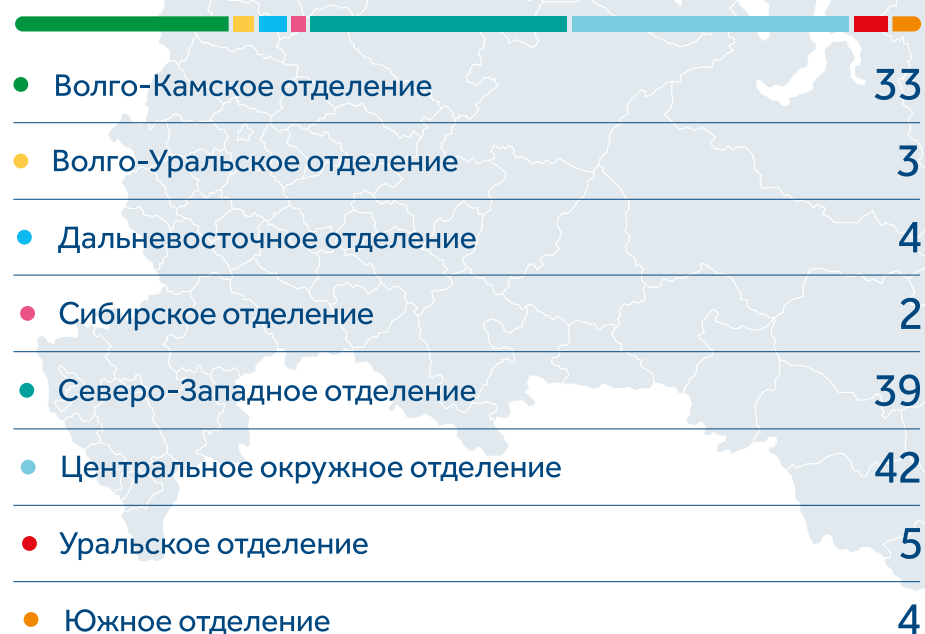 Волго-Камское отделение 33
Волго-Уральское отделение 3
Дальневосточное отделение 4
Сибирское отделение 2
Северо-Западное отделение 39
Центральное окружное отделение 42
Уральское отделение 5
Южное отделение 4